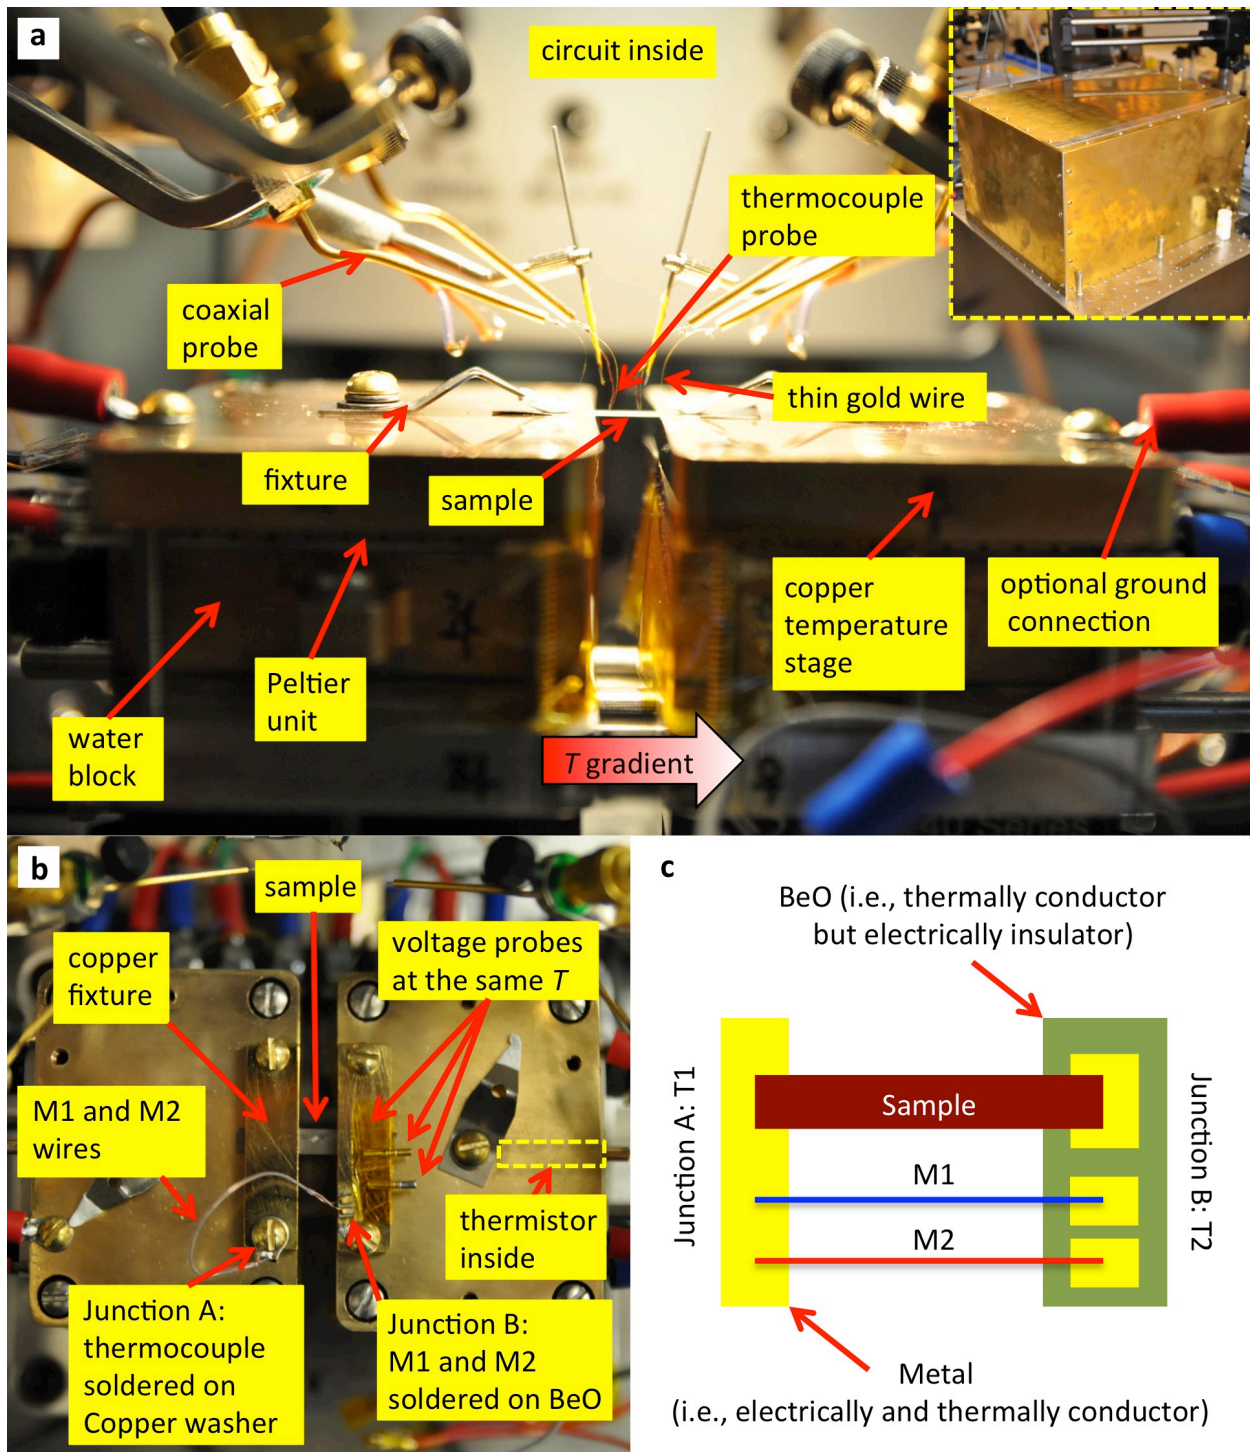 a
circuit inside
thermocouple
probe
coaxial
probe
thin gold wire
fixture
sample
copper
temperature
stage
optional ground
connection
Peltier
unit
water
block
T gradient
b
sample
copper
fixture
voltage probes
at the same T
M1 and M2
wires
thermistor
inside
Junction A:
thermocouple
soldered on
Copper washer
Junction B:
M1 and M2
soldered on BeO
c
BeO (i.e., thermally conductor
but electrically insulator)
Junction A: T1
Sample
M1
M2
Junction B: T2
Metal
(i.e., electrically and thermally conductor)